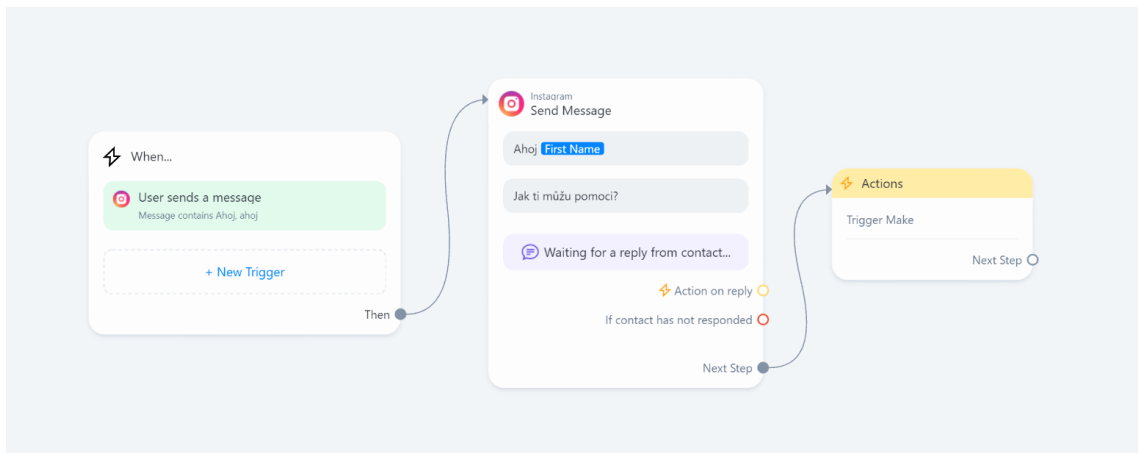 When...
User sends a message
Message contains Ahoj, ahoj
+ New Trigger
Then
Instagram
Send Message
Ahoj First Name
Jak ti můžu pomoci?
Waiting for a reply from contact...
Action on reply
If contact has not responded
Next Step
Actions
Trigger Make
Next Step